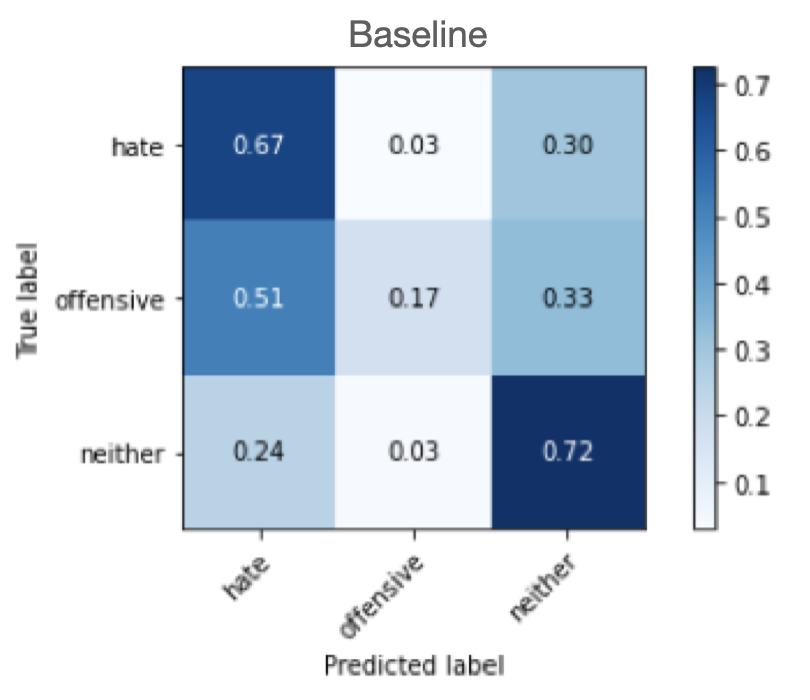 Baseline
hate 0.67 0.03 0.30
offensive 0.51 0.17 0.33
neither 0.24 0.03 0.72
hate offensive neither
True label
Predicted label
0.7
0.6
0.5
0.4
0.3
0.2
0.1